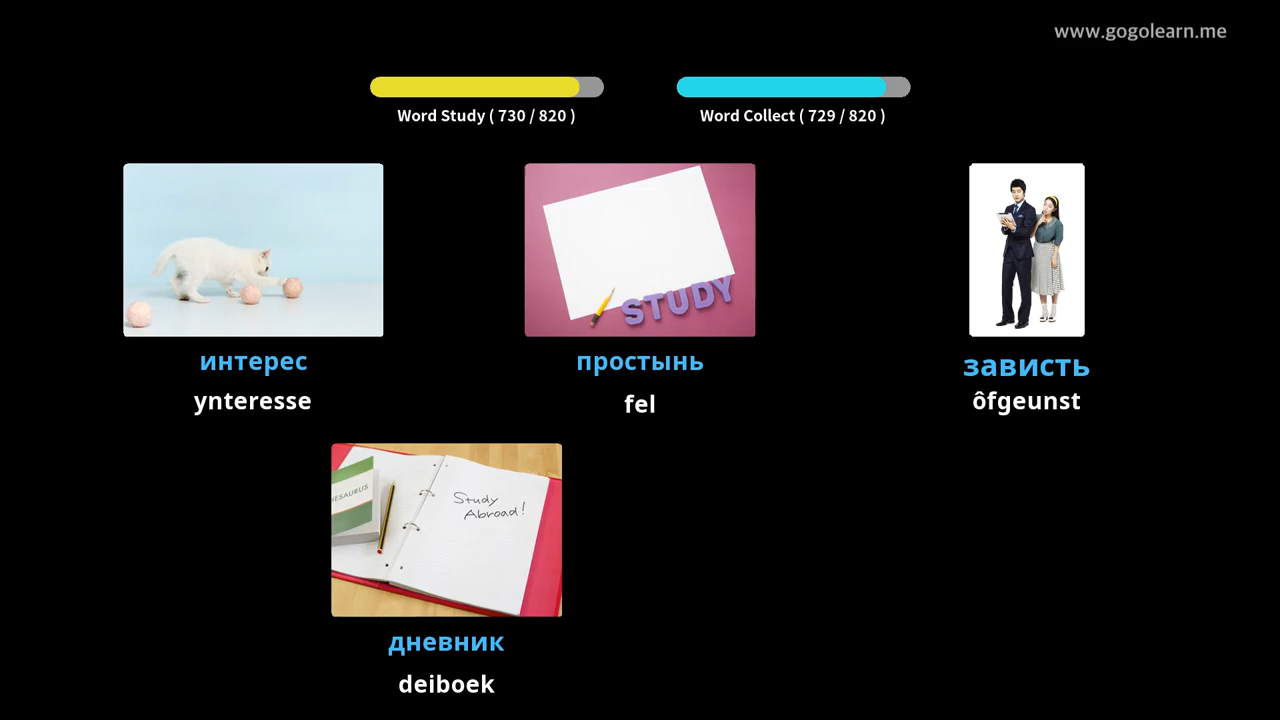 www.gogolearn.me
Word Study ( 730 / 820 )
Word Collect ( 729 / 820 )
STUDY
интерес
простынь
зависть
ynteresse
fel
ôfgeunst
HESAURUS
Study
Abroad!
дневник
deiboek